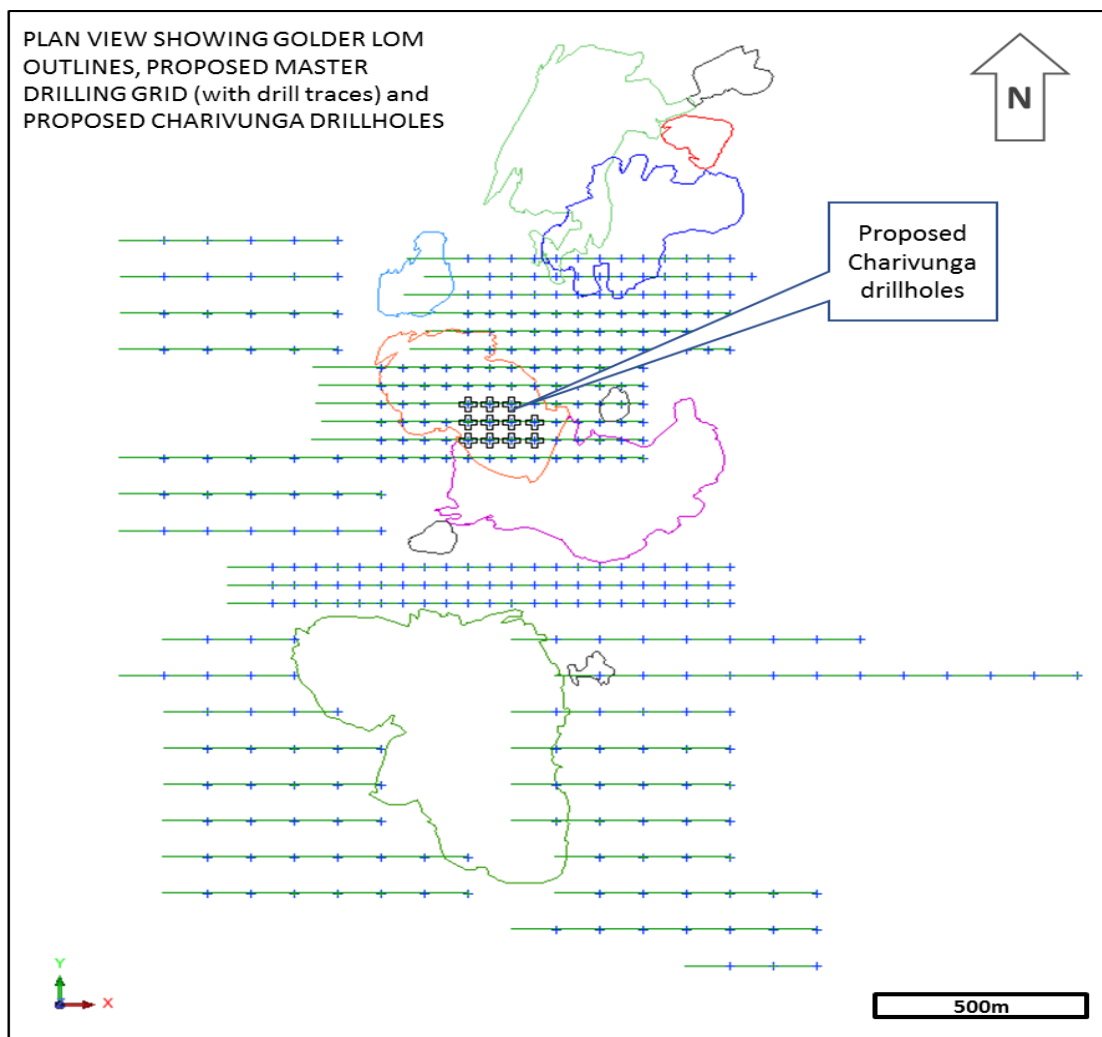 PLAN VIEW SHOWING GOLDER LOM
OUTLINES, PROPOSED MASTER
DRILLING GRID (with drill traces) and
PROPOSED CHARIVUNGA DRILLHOLES
N
Proposed
Charivunga
drillholes
Y
X
500m